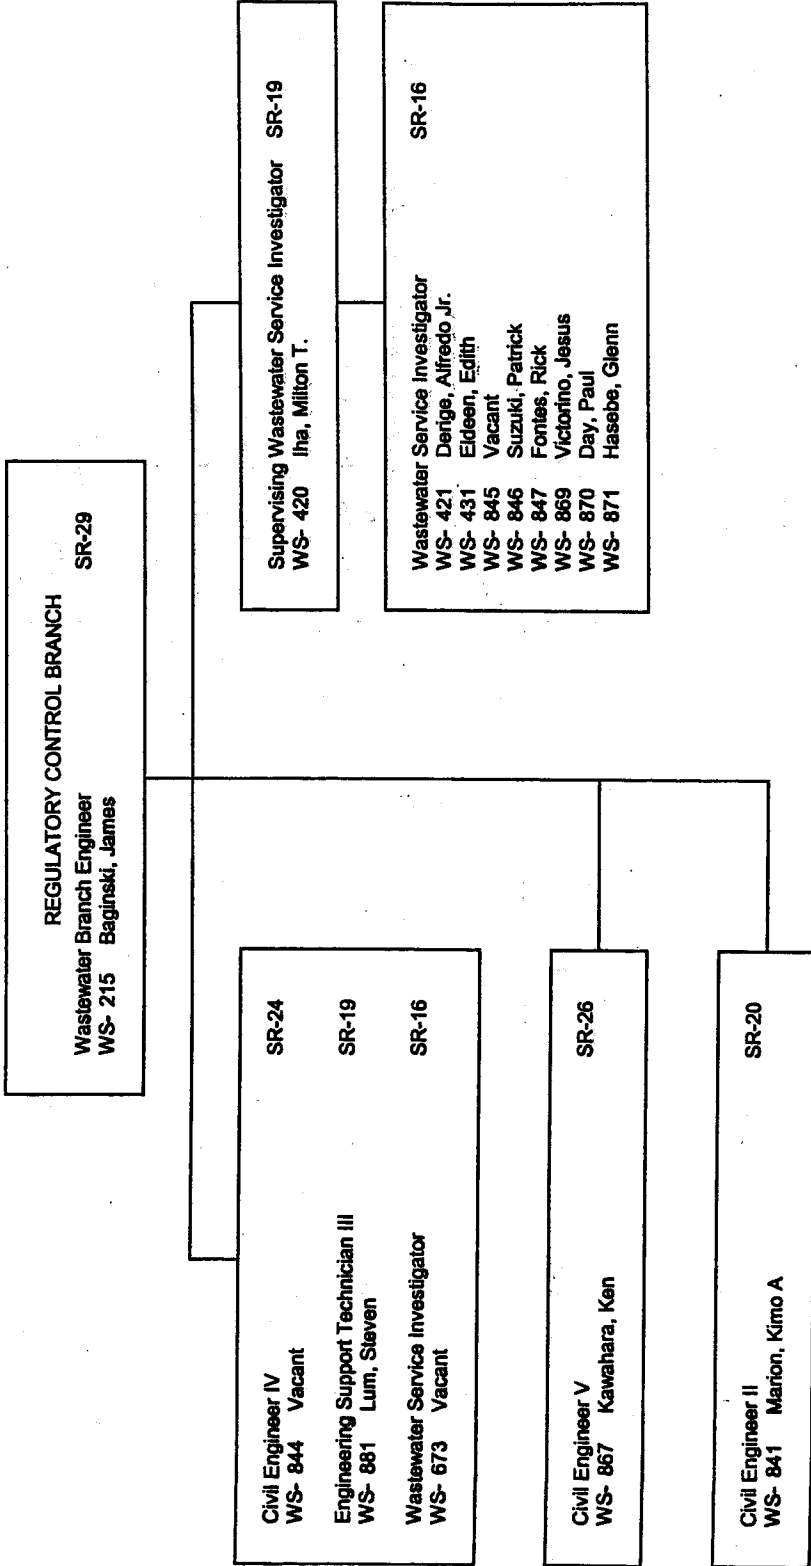 REGULATORY CONTROL BRANCH
Wastewater Branch Engineer SR-29
WS- 215 Baginski, James
Civil Engineer IV SR-24
WS- 844 Vacant
Engineering Support Technician III SR-19
WS- 881 Lum, Steven
Wastewater Service Investigator SR-16
WS- 673 Vacant
Civil Engineer V SR-26
WS- 867 Kawahara, Ken
Civil Engineer II SR-20
WS- 841 Marion, Kimo A
Supervising Wastewater Service Investigator SR-19
WS- 420 Iha, Milton T.
Wastewater Service Investigator SR-16
WS- 421 Derige, Alfredo Jr.
WS- 431 Eldeen, Edith
WS- 845 Vacant
WS- 846 Suzuki, Patrick
WS- 847 Fontes, Rick
WS- 869 Victorino, Jesus
WS- 870 Day, Paul
WS- 871 Hasebe, Glenn